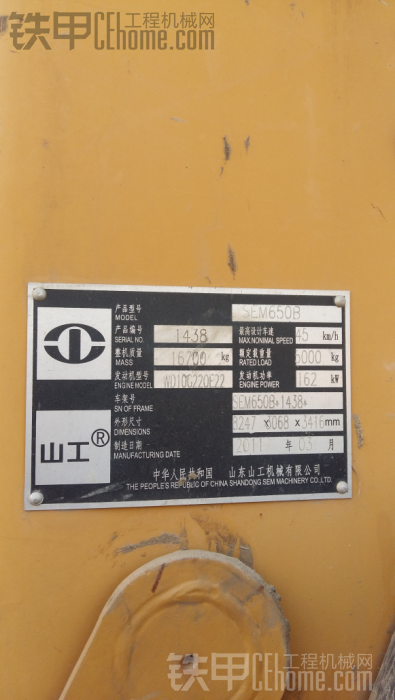 铁甲工程机械网
CEhome.com
产品型号 SEM650B
MODEL
产品编号 1438 最高设计车速 45 km/h
SERIAL NO. MAX.NONIMAL SPEED
整机质量 16200 kg 额定载重量 5000 kg
MASS RATED LOAD
发动机型号 WD10G220E22 发动机功率 162 kW
ENGINE MODEL ENGINE POWER
车架号 SEM650B*1438*
SN OF FRAME
外形尺寸 8247 x 3068 x 3416 mm
DIMENSIONS
制造日期 2011 年 03 月
MANUFACTURING DATE
山工®
中华人民共和国 山东山工机械有限公司
THE PEOPLE'S REPUBLIC OF CHINA SHANDONG SEM MACHINERY CO.,LTD.
铁甲工程机械网
CEhome.com